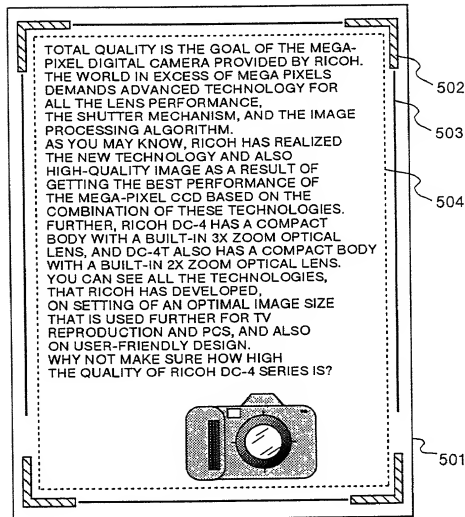 TOTAL QUALITY IS THE GOAL OF THE MEGA-
PIXEL DIGITAL CAMERA PROVIDED BY RICOH.
THE WORLD IN EXCESS OF MEGA PIXELS
DEMANDS ADVANCED TECHNOLOGY FOR
ALL THE LENS PERFORMANCE,
THE SHUTTER MECHANISM, AND THE IMAGE
PROCESSING ALGORITHM.
AS YOU MAY KNOW, RICOH HAS REALIZED
THE NEW TECHNOLOGY AND ALSO
HIGH-QUALITY IMAGE AS A RESULT OF
GETTING THE BEST PERFORMANCE OF
THE MEGA-PIXEL CCD BASED ON THE
COMBINATION OF THESE TECHNOLOGIES.
FURTHER, RICOH DC-4 HAS A COMPACT
BODY WITH A BUILT-IN 3X ZOOM OPTICAL
LENS, AND DC-4T ALSO HAS A COMPACT BODY
WITH A BUILT-IN 2X ZOOM OPTICAL LENS.
YOU CAN SEE ALL THE TECHNOLOGIES,
THAT RICOH HAS DEVELOPED,
ON SETTING OF AN OPTIMAL IMAGE SIZE
THAT IS USED FURTHER FOR TV
REPRODUCTION AND PCS, AND ALSO
ON USER-FRIENDLY DESIGN.
WHY NOT MAKE SURE HOW HIGH
THE QUALITY OF RICOH DC-4 SERIES IS?
502
503
504
501